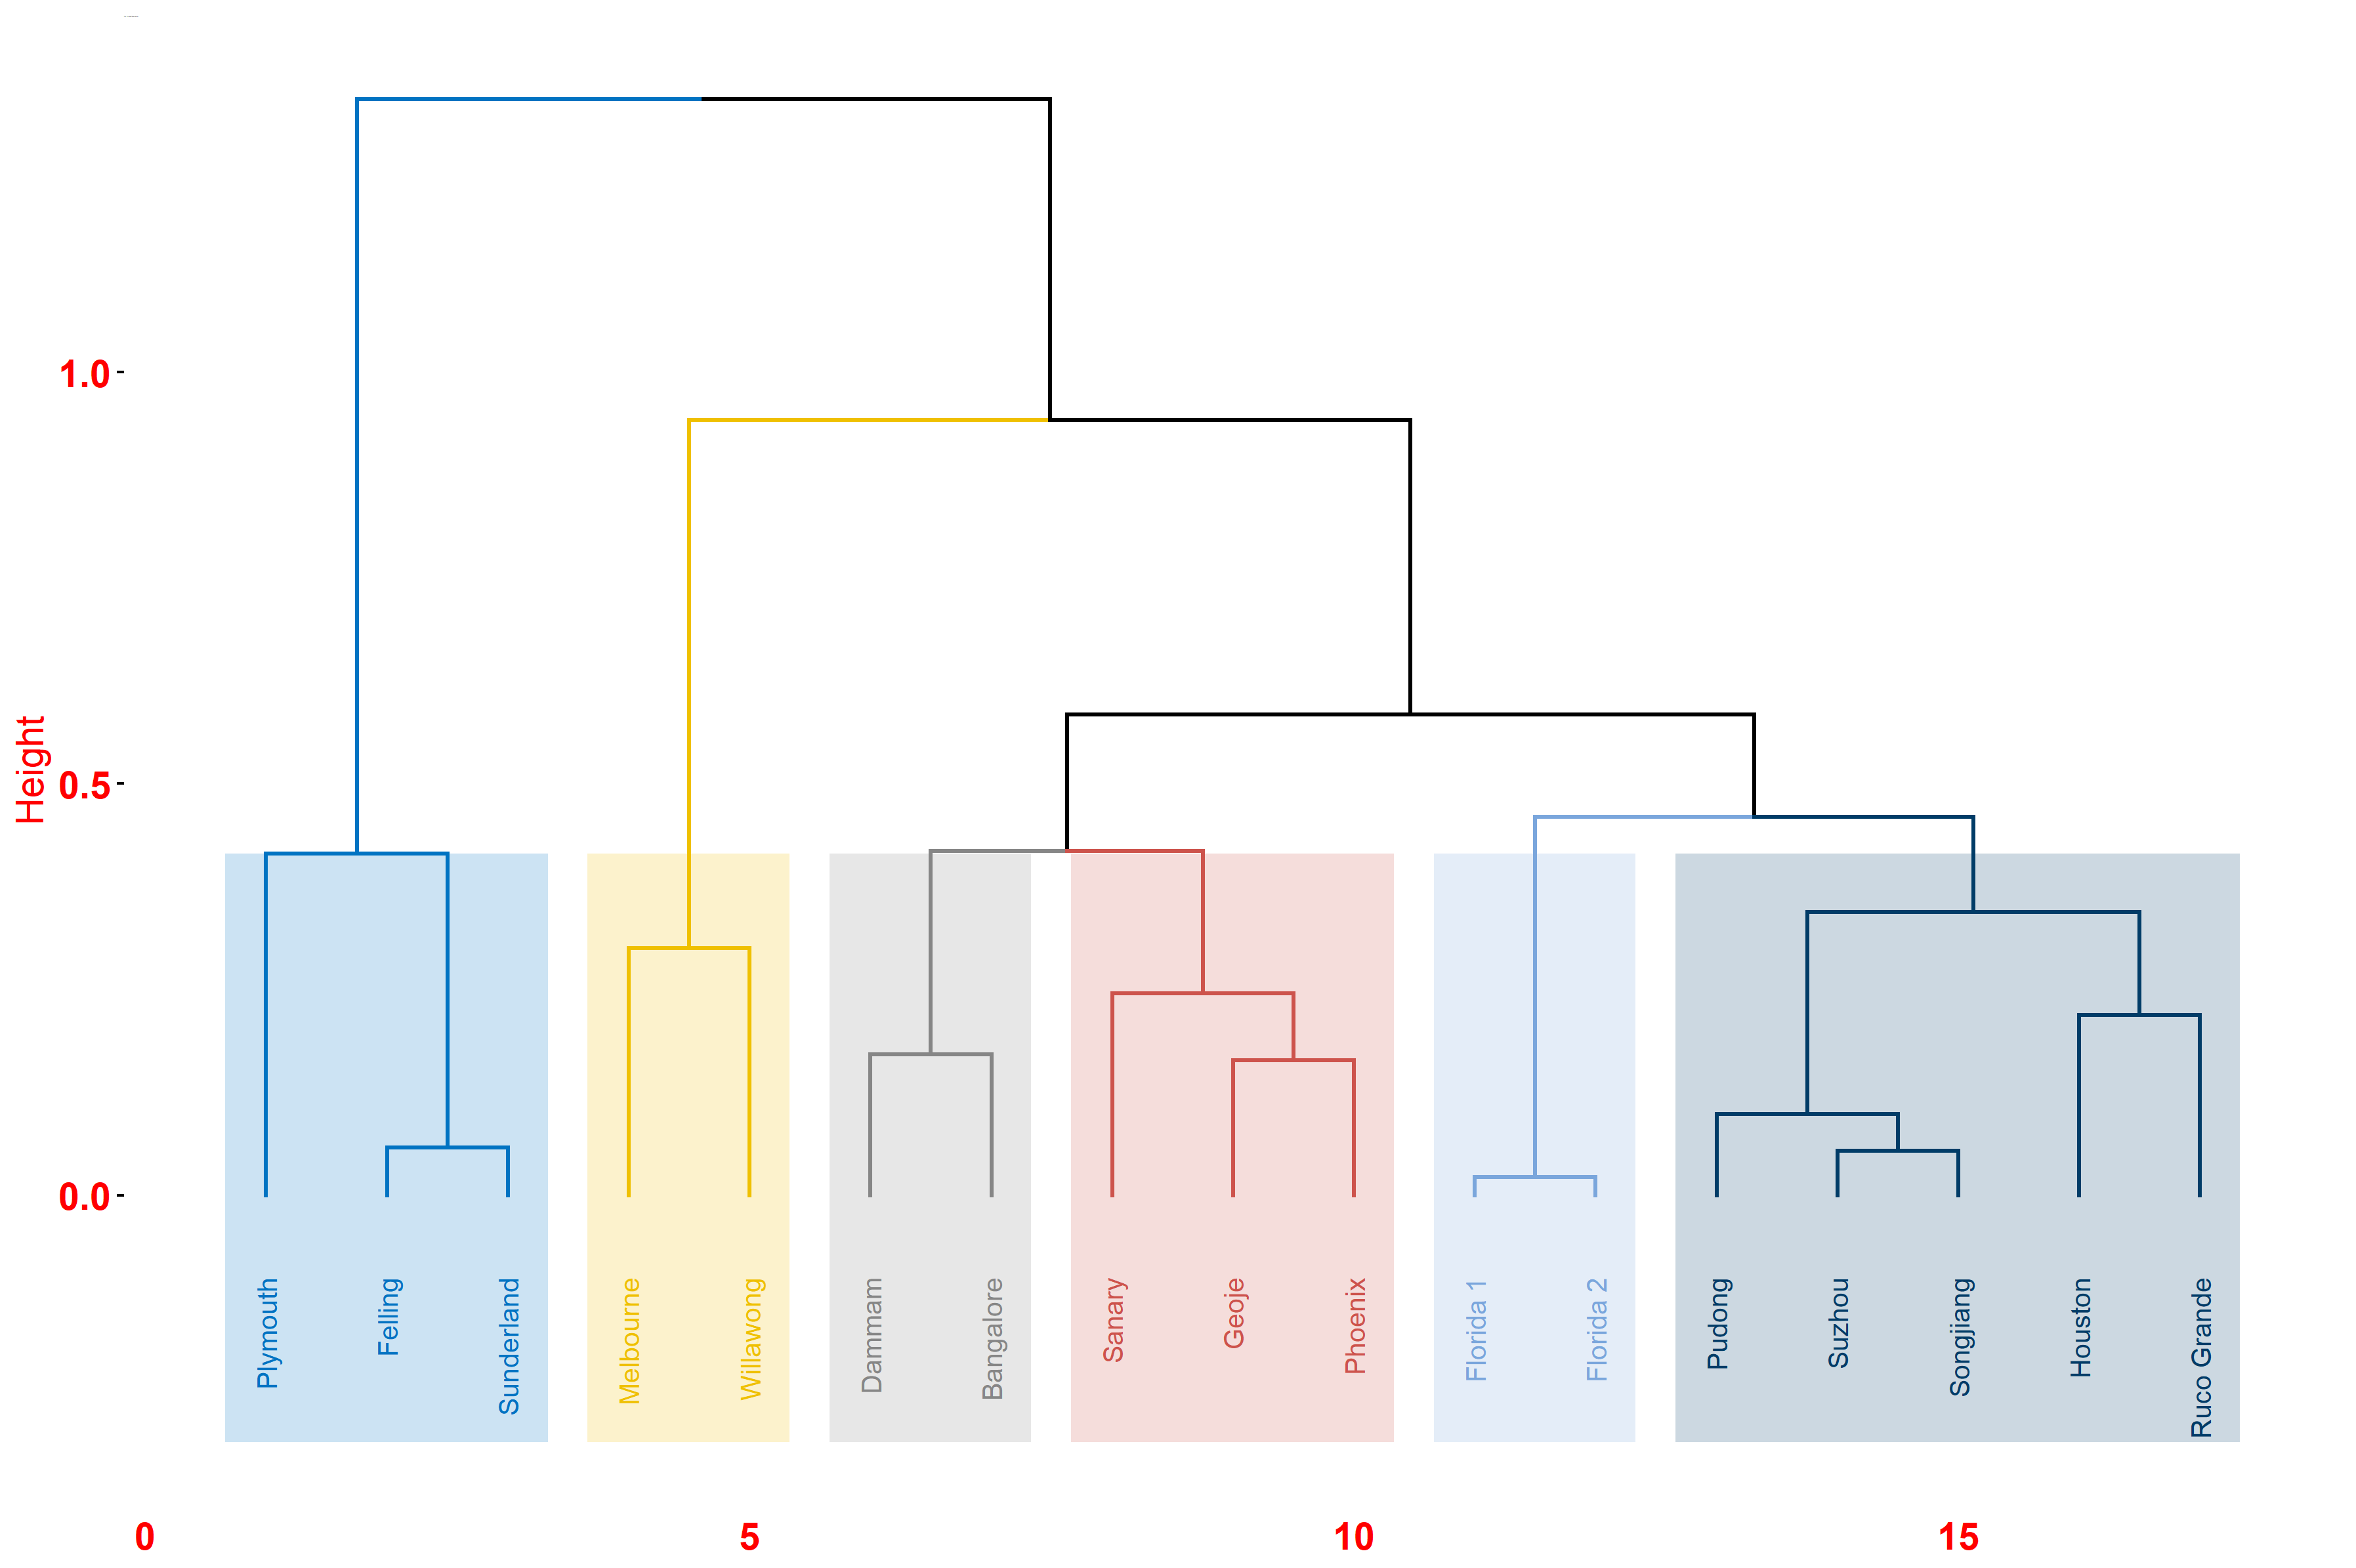 Height
1.0
0.5
0.0
Plymouth
Felling
Sunderland
Melbourne
Willawong
Dammam
Bangalore
Sanary
Geoje
Phoenix
Florida 1
Florida 2
Pudong
Suzhou
Songjiang
Houston
Ruco Grande
0
5
10
15